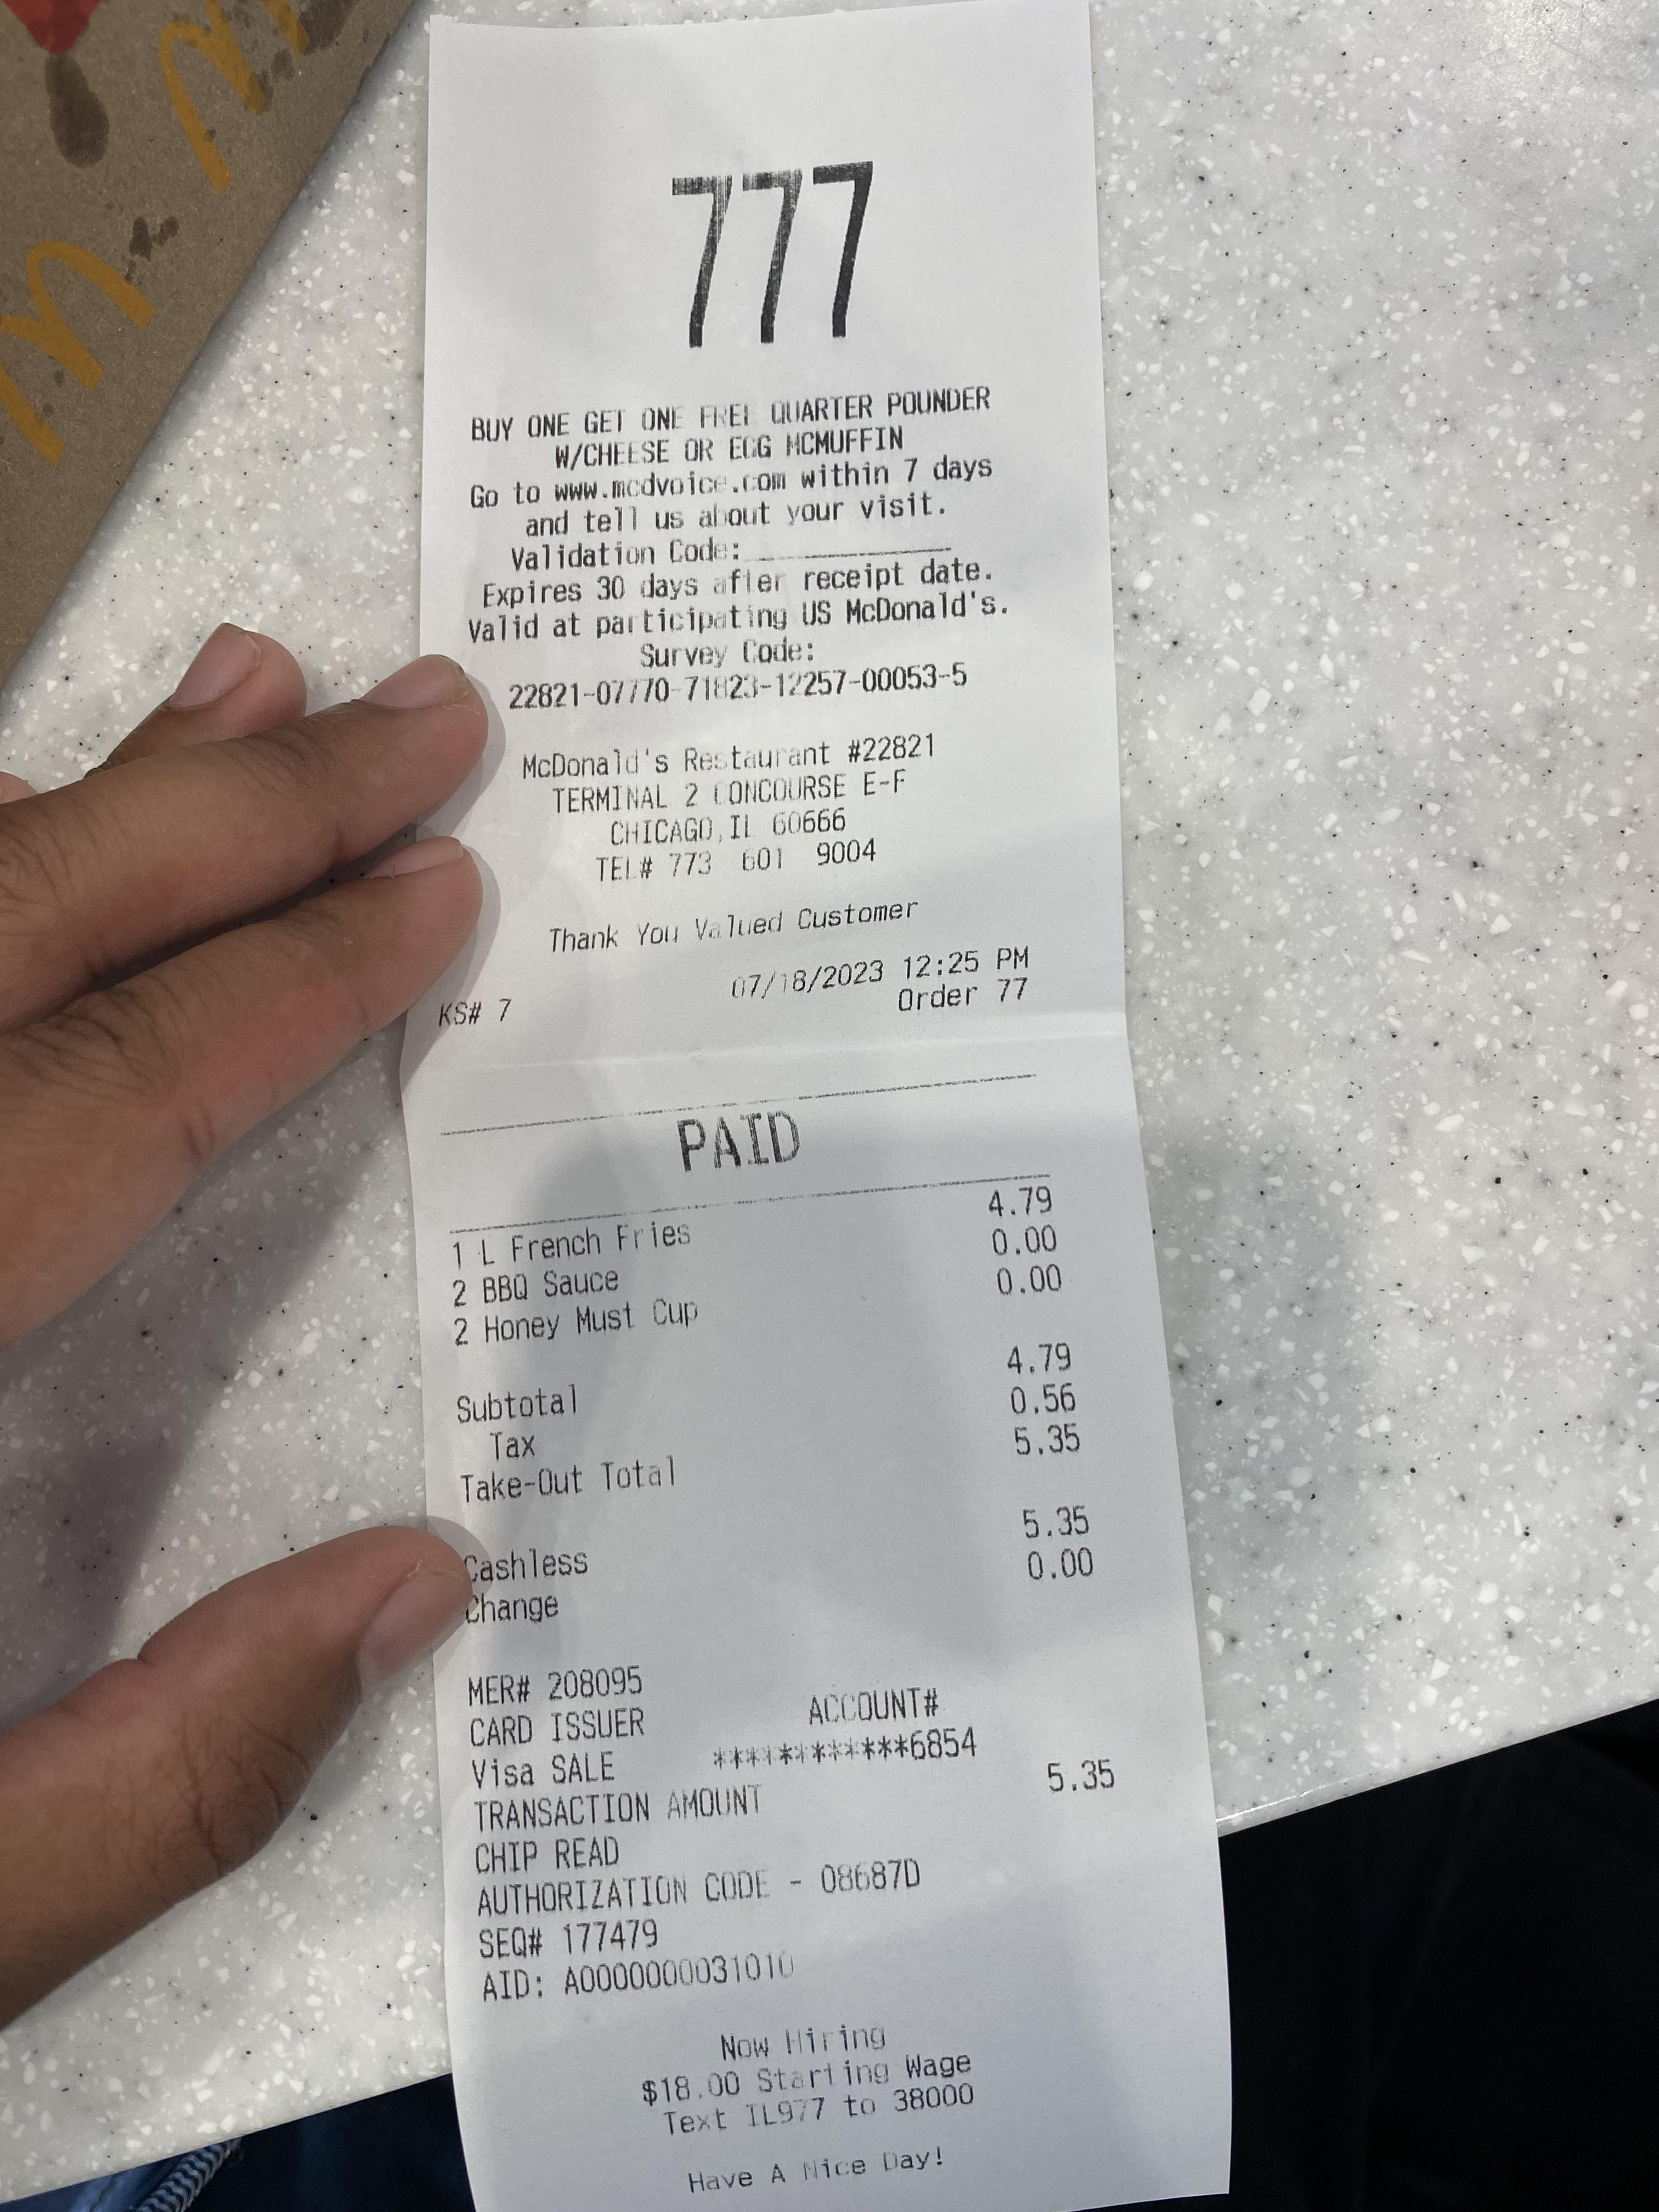 777
BUY ONE GET ONE FREE QUARTER POUNDER
W/CHEESE OR EGG MCMUFFIN
Go to www.mcdvoice.com within 7 days
and tell us about your visit.
Validation Code:
Expires 30 days after receipt date.
Valid at participating US McDonald's.
Survey Code:
22821-07770-71823-12257-00053-5
McDonald's Restaurant #22821
TERMINAL 2 CONCOURSE E-F
CHICAGO,IL 60666
TEL# 773 601 9004
Thank You Valued Customer
07/18/2023 12:25 PM
KS# 7 Order 77
PAID
1 L French Fries 4.79
2 BBQ Sauce 0.00
2 Honey Must Cup 0.00
Subtotal 4.79
Tax 0.56
Take-Out Total 5.35
Cashless 5.35
Change 0.00
MER# 208095
CARD ISSUER ACCOUNT#
Visa SALE ************6854
TRANSACTION AMOUNT 5.35
CHIP READ
AUTHORIZATION CODE - 08687D
SEQ# 177479
AID: A0000000031010
Now Hiring
$18.00 Starting Wage
Text IL977 to 38000
Have A Nice Day!